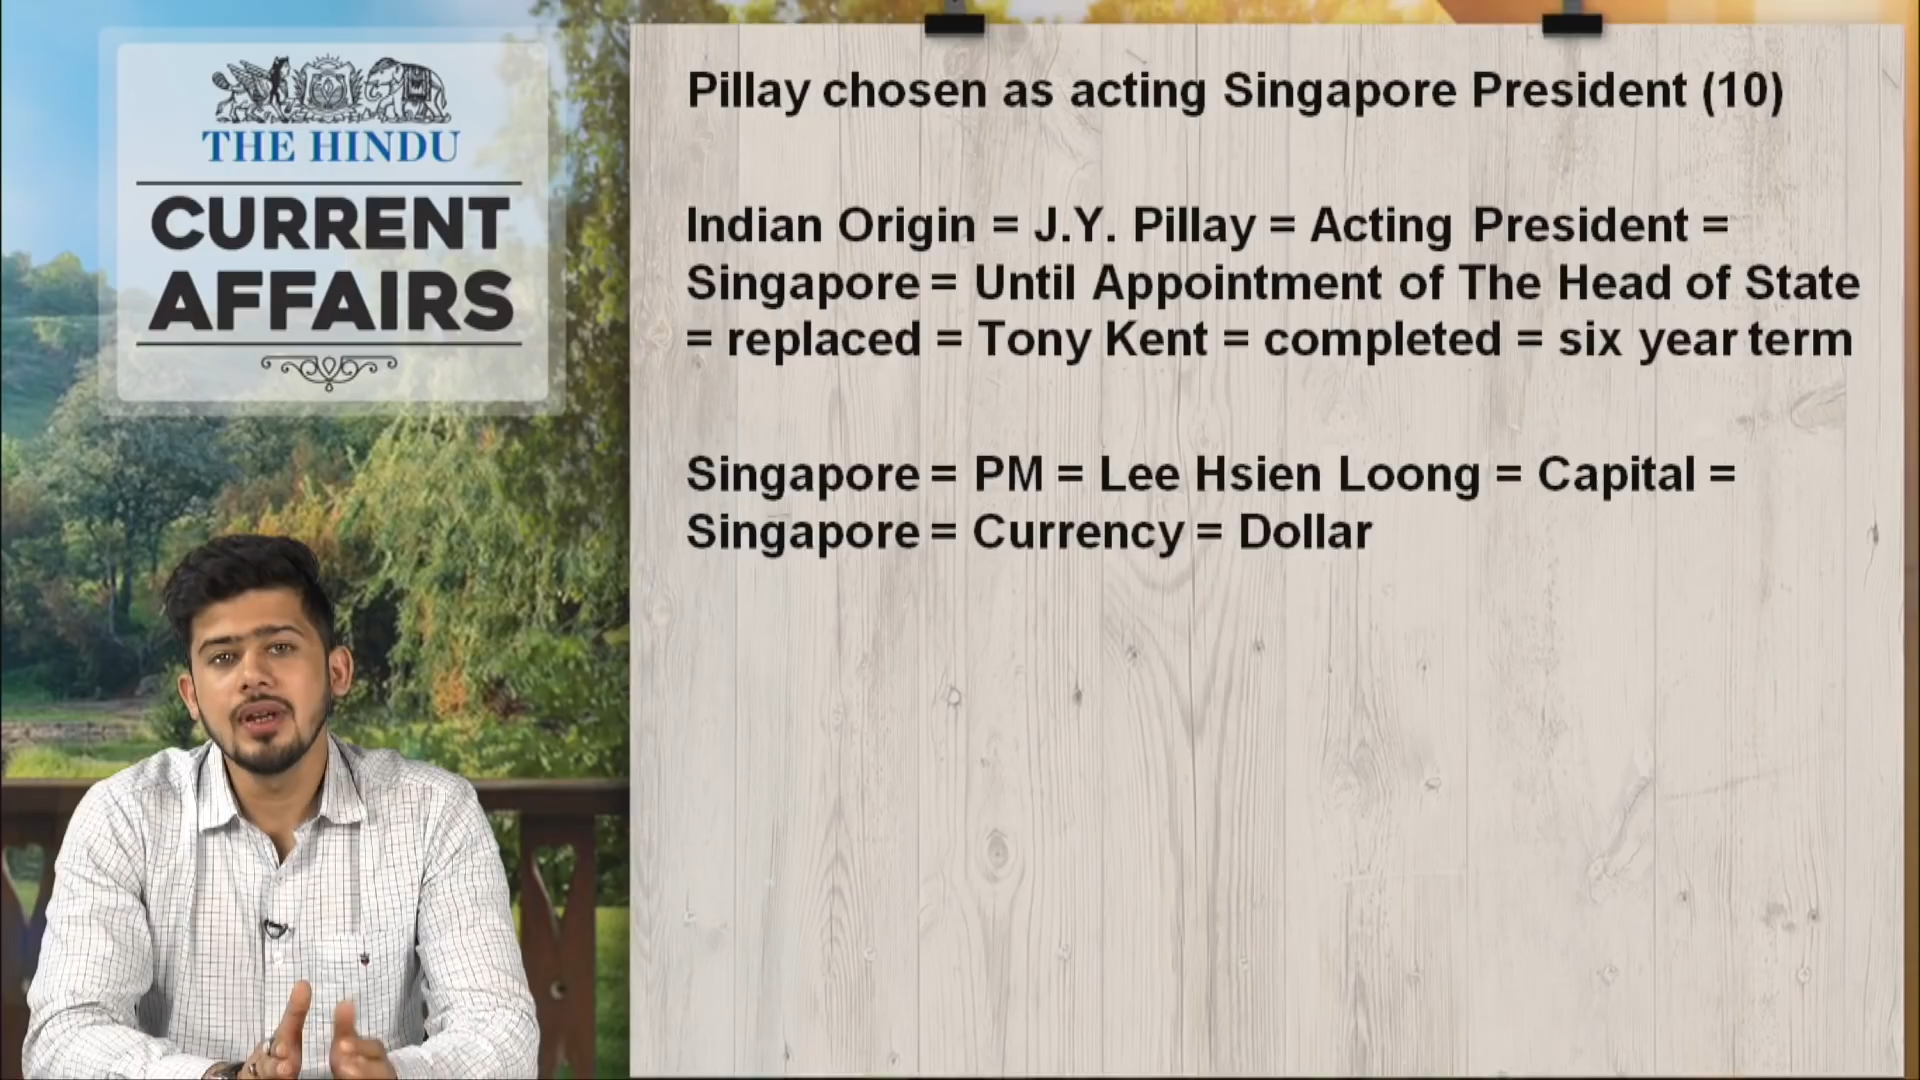 THE HINDU
CURRENT
AFFAIRS
Pillay chosen as acting Singapore President (10)
Indian Origin = J.Y. Pillay = Acting President =
Singapore = Until Appointment of The Head of State
= replaced = Tony Kent = completed = six year term
Singapore = PM = Lee Hsien Loong = Capital =
Singapore = Currency = Dollar